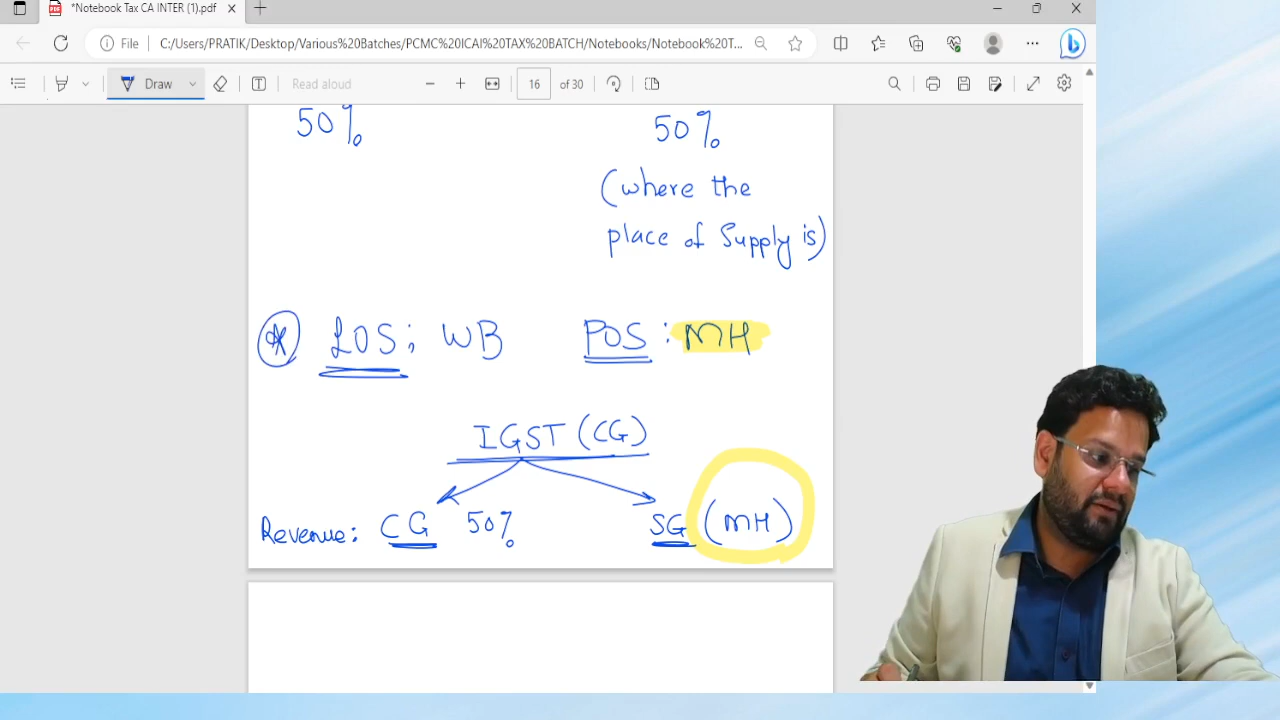 *Notebook Tax CA INTER (1).pdf
File C:/Users/PRATIK/Desktop/Various%20Batches/PCMC%20ICAI%20TAX%20BATCH/Notebooks/Notebook%20T...
Draw Read aloud 16 of 30
50% 50%
(where the
place of Supply is)
LOS: WB POS: MH
IGST (CG)
Revenue: CG 50% SG (MH)